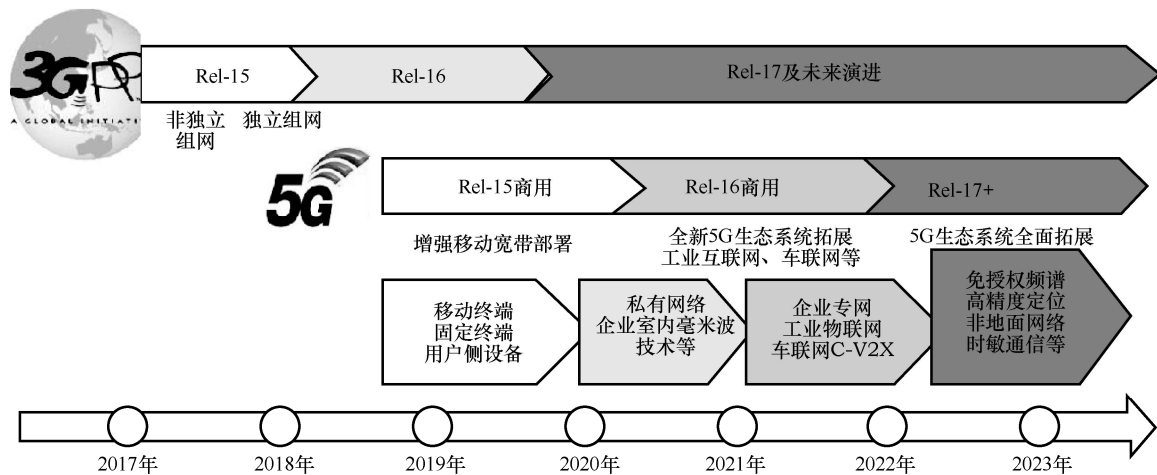 3GPP
A GLOBAL INITIATI
Rel-15
Rel-16
Rel-17及未来演进
非独立
组网
独立组网
5G
Rel-15商用
Rel-16商用
Rel-17+
增强移动宽带部署
全新5G生态系统拓展
工业互联网、车联网等
5G生态系统全面拓展
移动终端
固定终端
用户侧设备
私有网络
企业室内毫米波
技术等
企业专网
工业物联网
车联网C-V2X
免授权频谱
高精度定位
非地面网络
时敏通信等
2017年
2018年
2019年
2020年
2021年
2022年
2023年